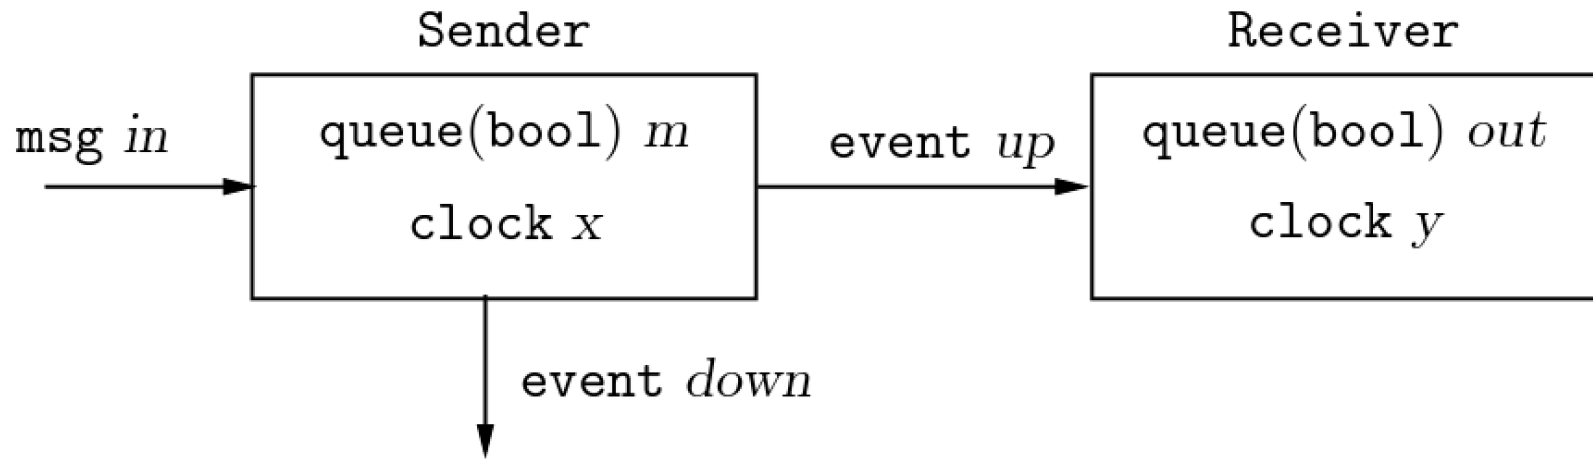 Sender
Receiver
msg in
queue(bool) m
clock x
event up
queue(bool) out
clock y
event down